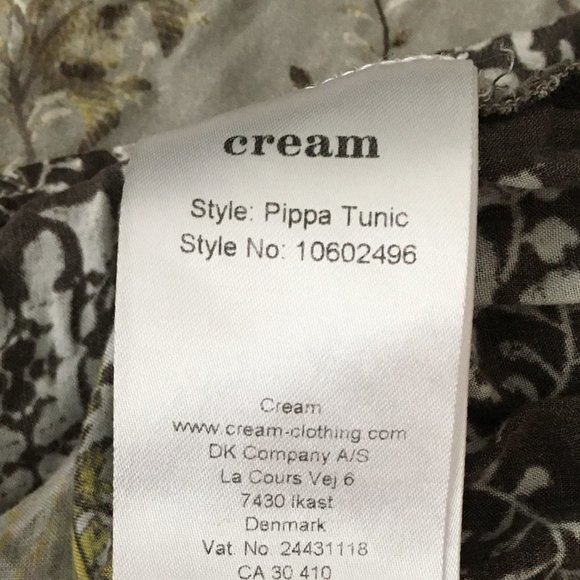 cream
Style: Pippa Tunic
Style No: 10602496
Cream
www.cream-clothing.com
DK Company A/S
La Cours Vej 6
7430 Ikast
Denmark
Vat. No. 24431118
CA 30 410